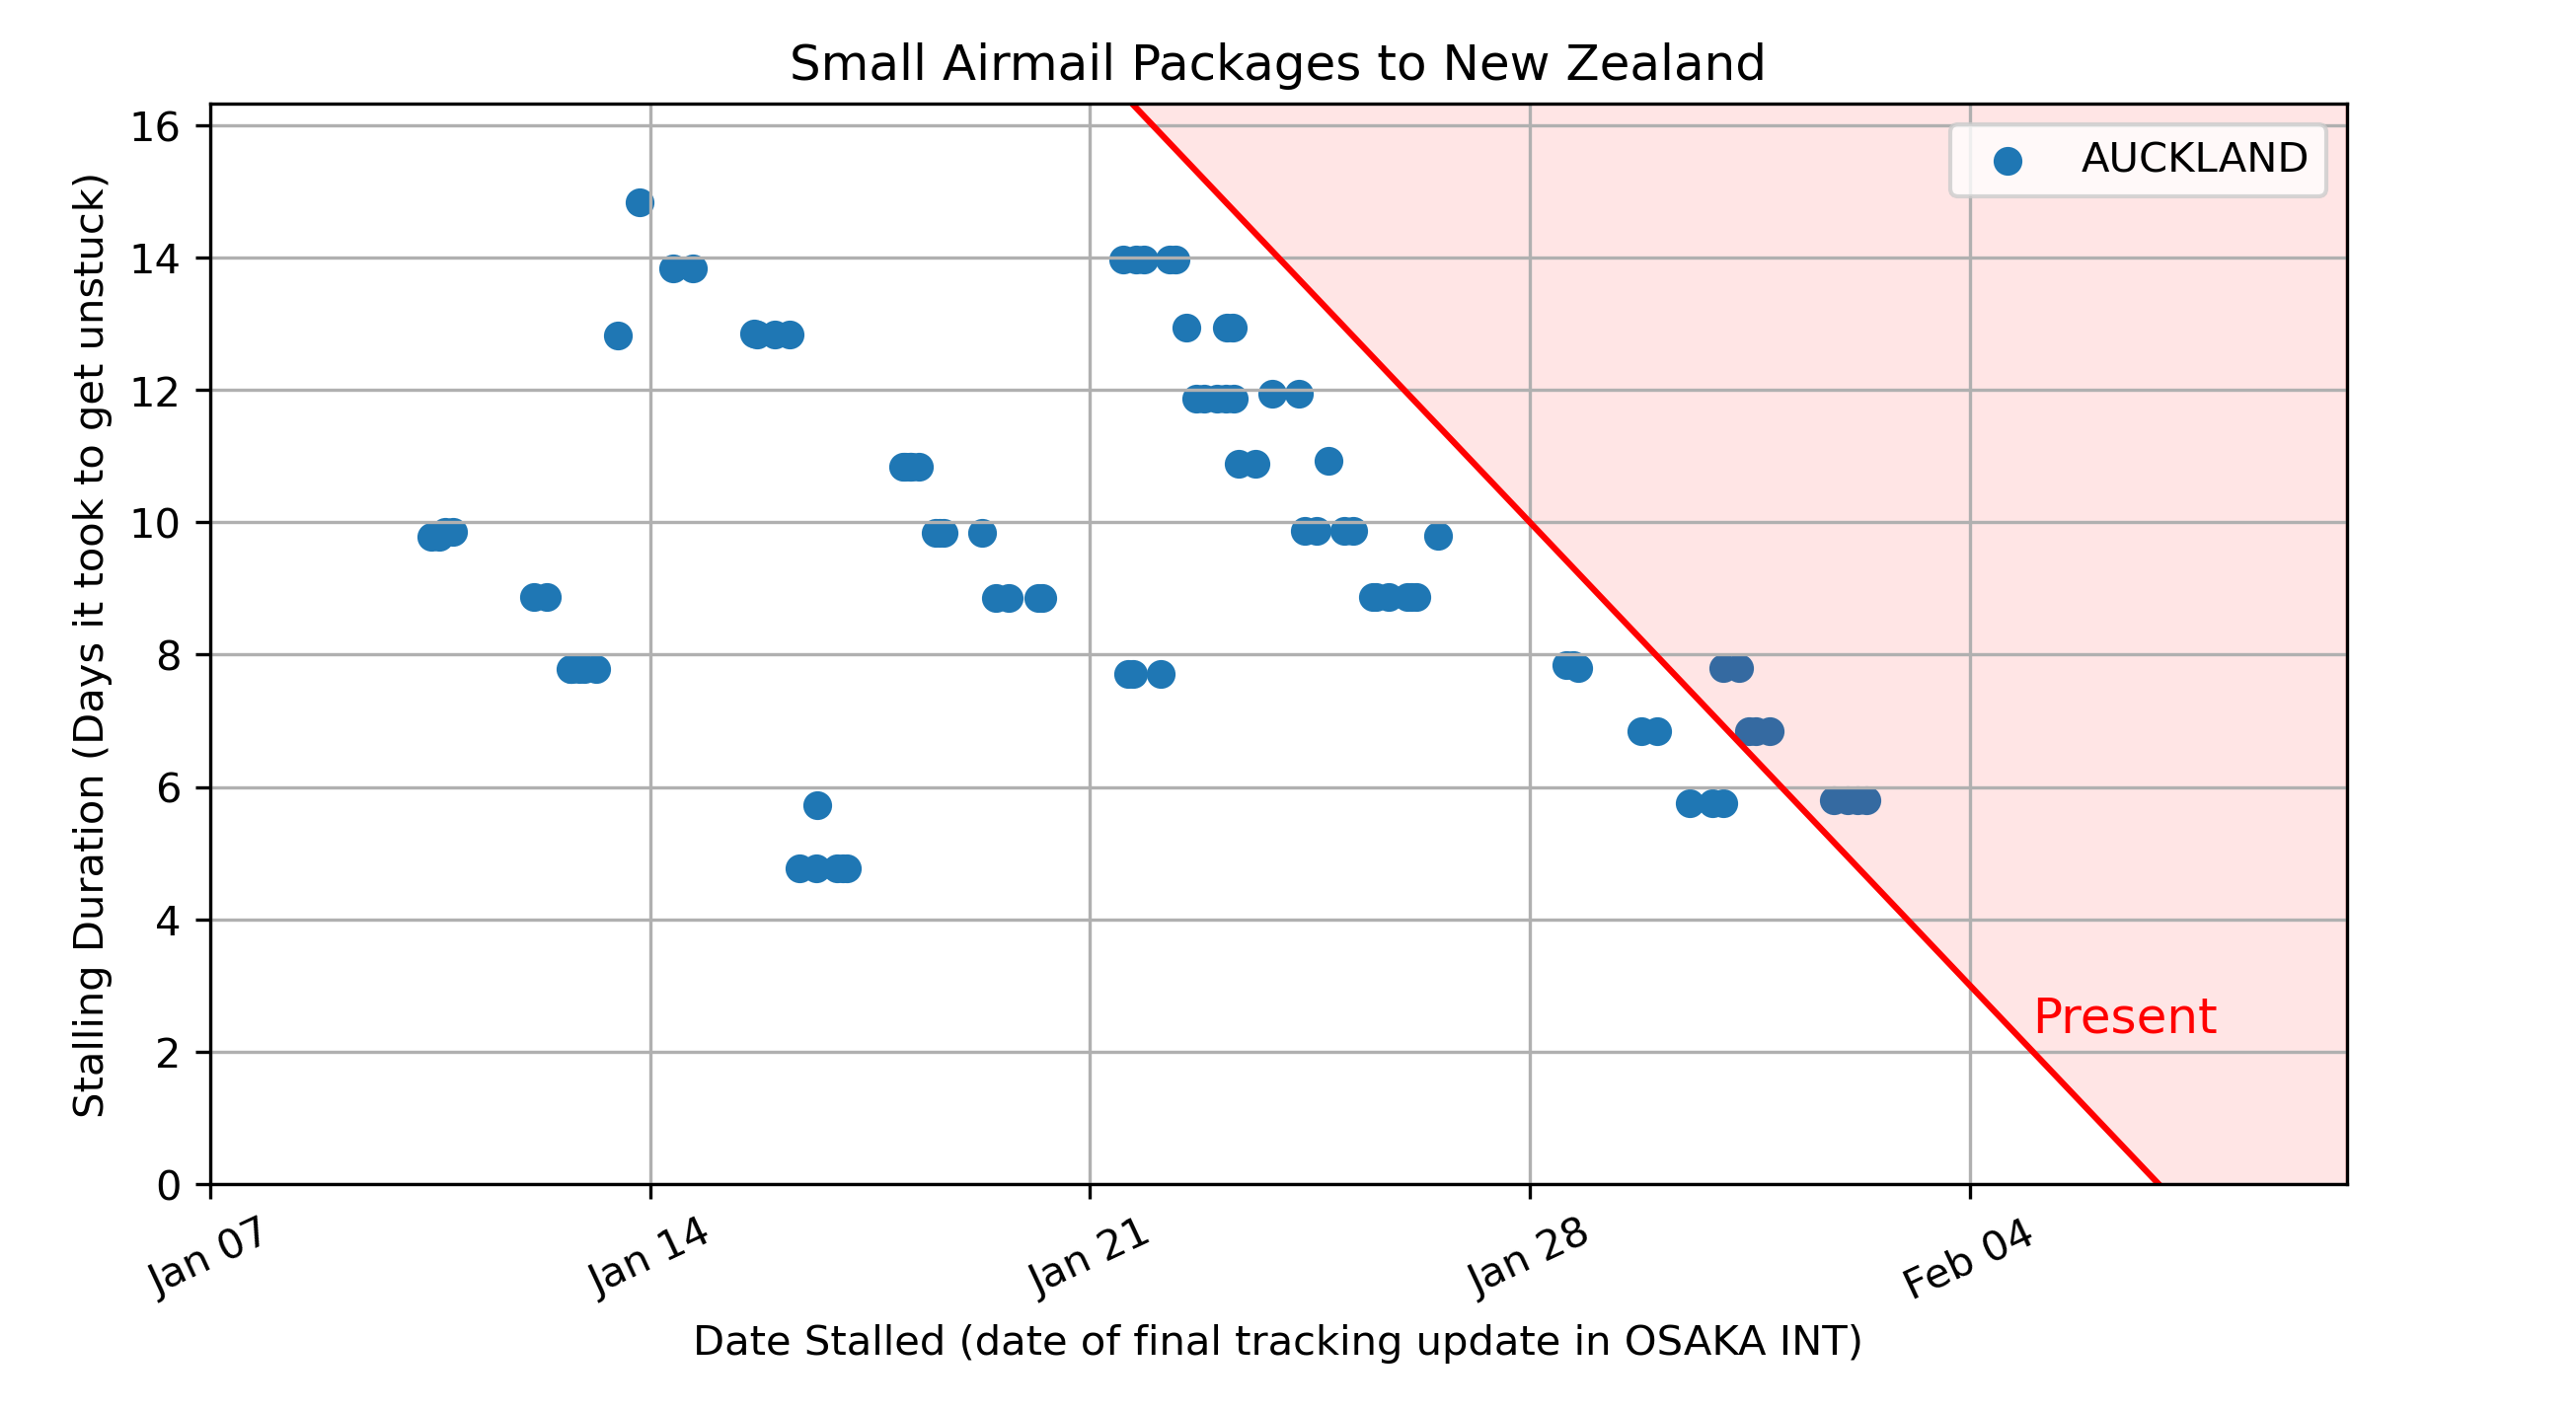 Small Airmail Packages to New Zealand
AUCKLAND
Stalling Duration (Days it took to get unstuck)
16
14
12
10
8
6
4
2
0
Present
Jan 07
Jan 14
Jan 21
Jan 28
Feb 04
Date Stalled (date of final tracking update in OSAKA INT)